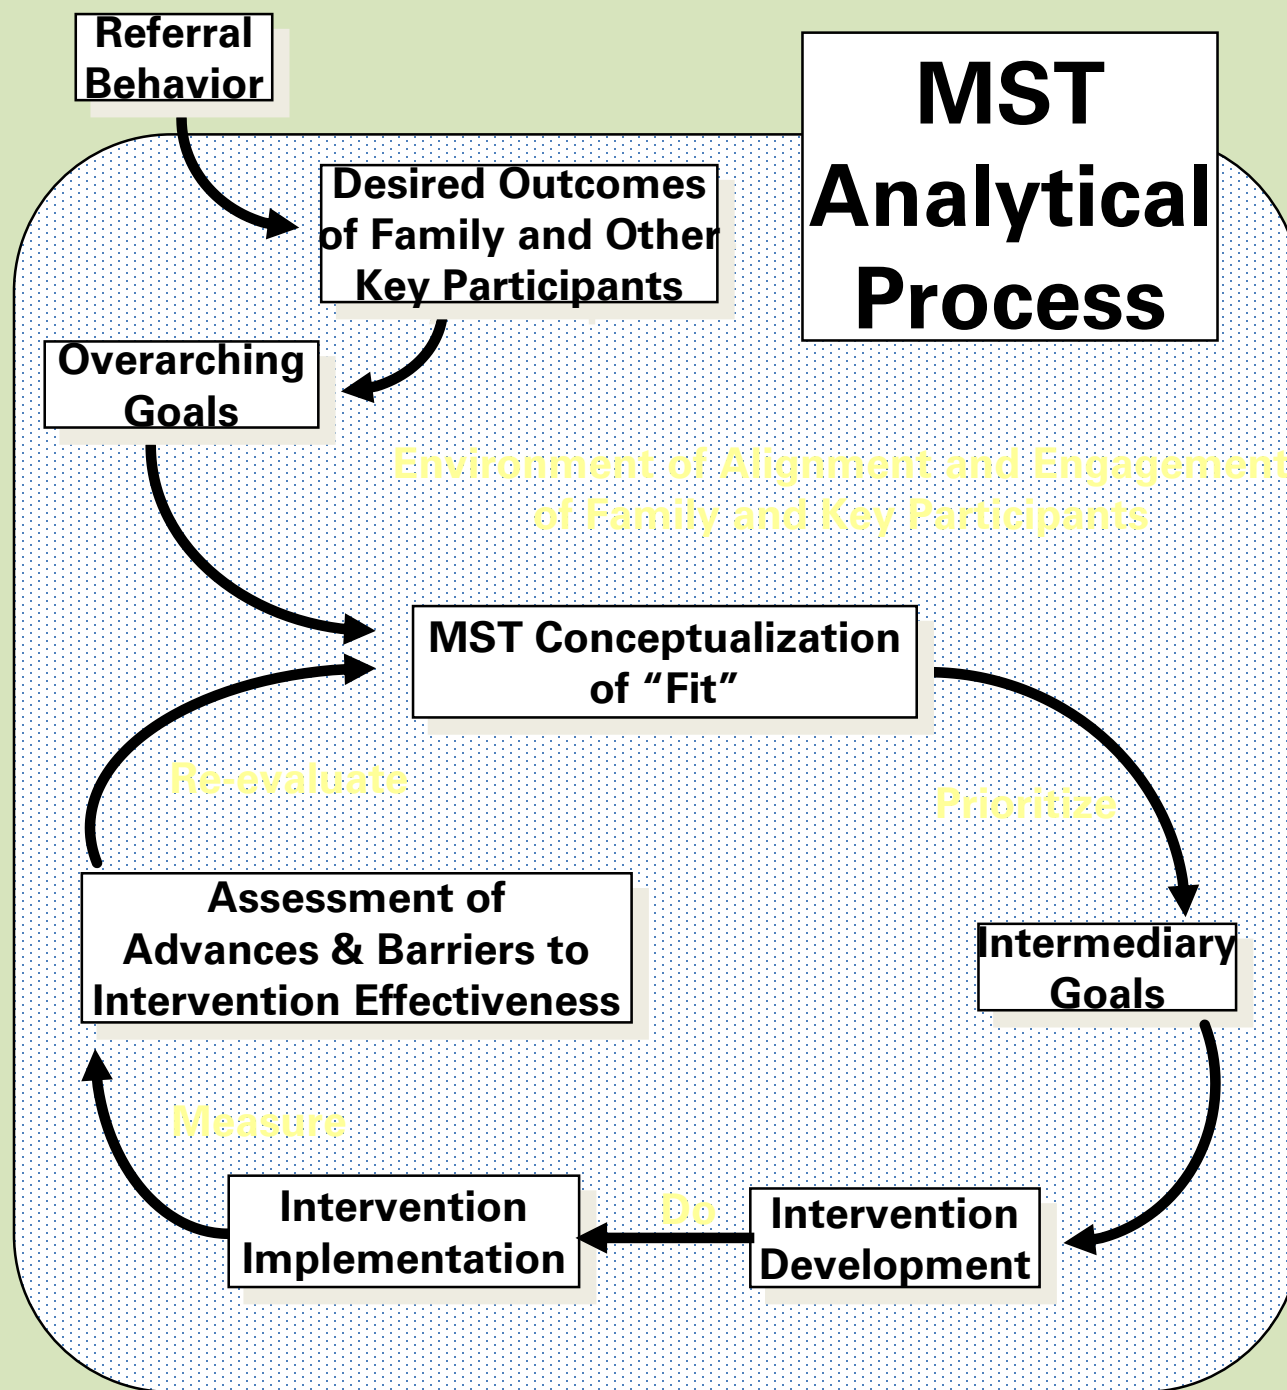 Referral
Behavior
MST
Analytical
Process
Desired Outcomes
of Family and Other
Key Participants
Overarching
Goals
Environment of Alignment and Engagement
of Family and Key Participants
MST Conceptualization
of “Fit”
Re-evaluate
Prioritize
Assessment of
Advances & Barriers to
Intervention Effectiveness
Intermediary
Goals
Measure
Do
Intervention
Implementation
Intervention
Development